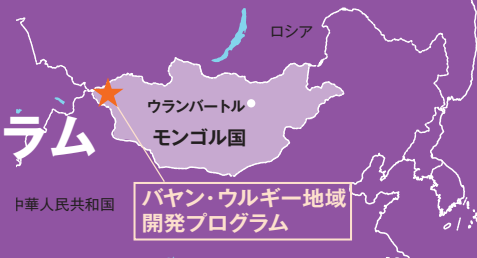 ロシア
ウランバートル
モンゴル国
ラム
中華人民共和国
バヤン・ウルギー地域
開発プログラム